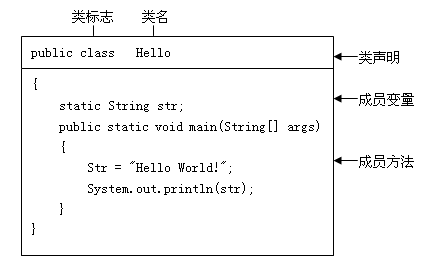 类标志 类名
public class Hello
类声明
{
static String str;
成员变量
public static void main(String[] args)
{
Str = "Hello World!";
成员方法
System.out.println(str);
}
}